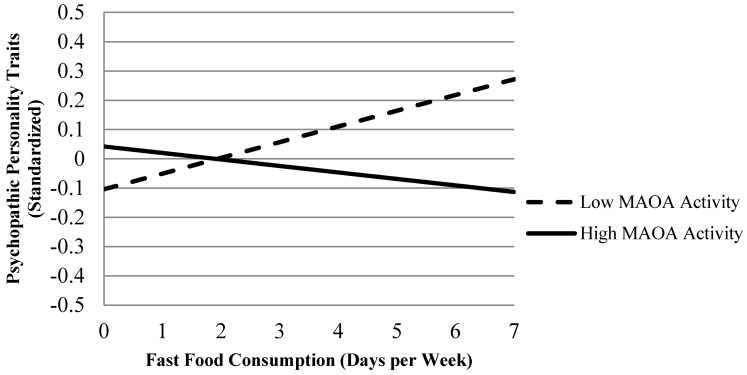 0.5
0.4
0.3
0.2
0.1
0
-0.1
-0.2
-0.3
-0.4
-0.5
Psychopathic Personality Traits
(Standardized)
0 1 2 3 4 5 6 7
Fast Food Consumption (Days per Week)
Low MAOA Activity
High MAOA Activity